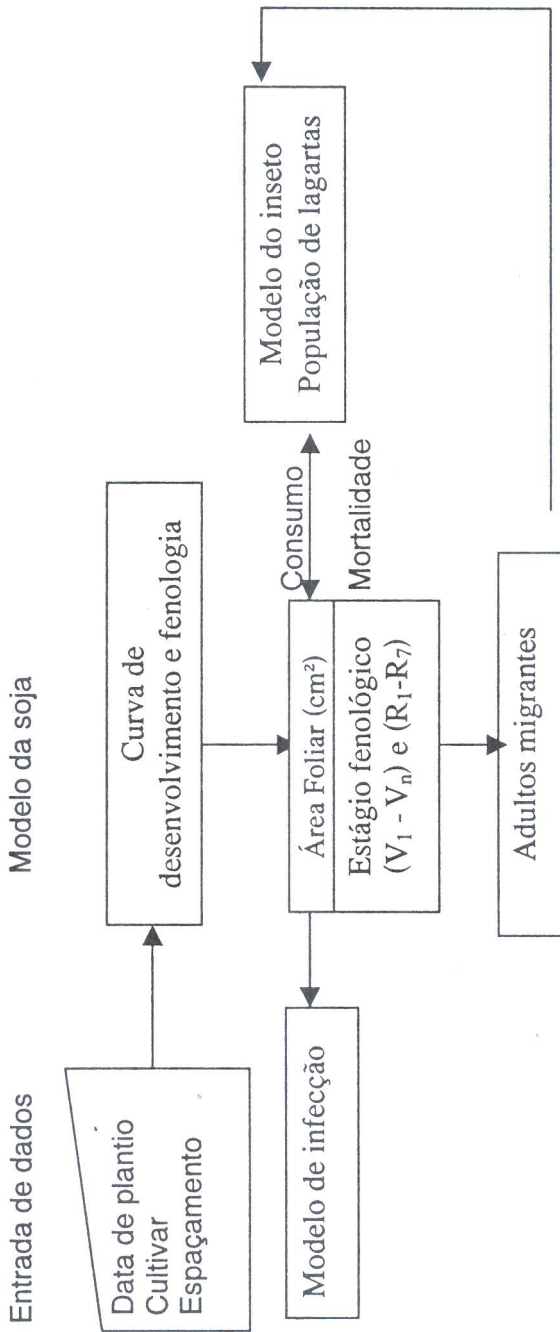 Entrada de dados
Modelo da soja
Data de plantio
Cultivar
Espaçamento
Curva de
desenvolvimento e fenologia
Modelo de infecção
Área Foliar (cm²)
Estágio fenológico
(V₁ - Vₙ) e (R₁-R₇)
Consumo
Mortalidade
Modelo do inseto
População de lagartas
Adultos migrantes